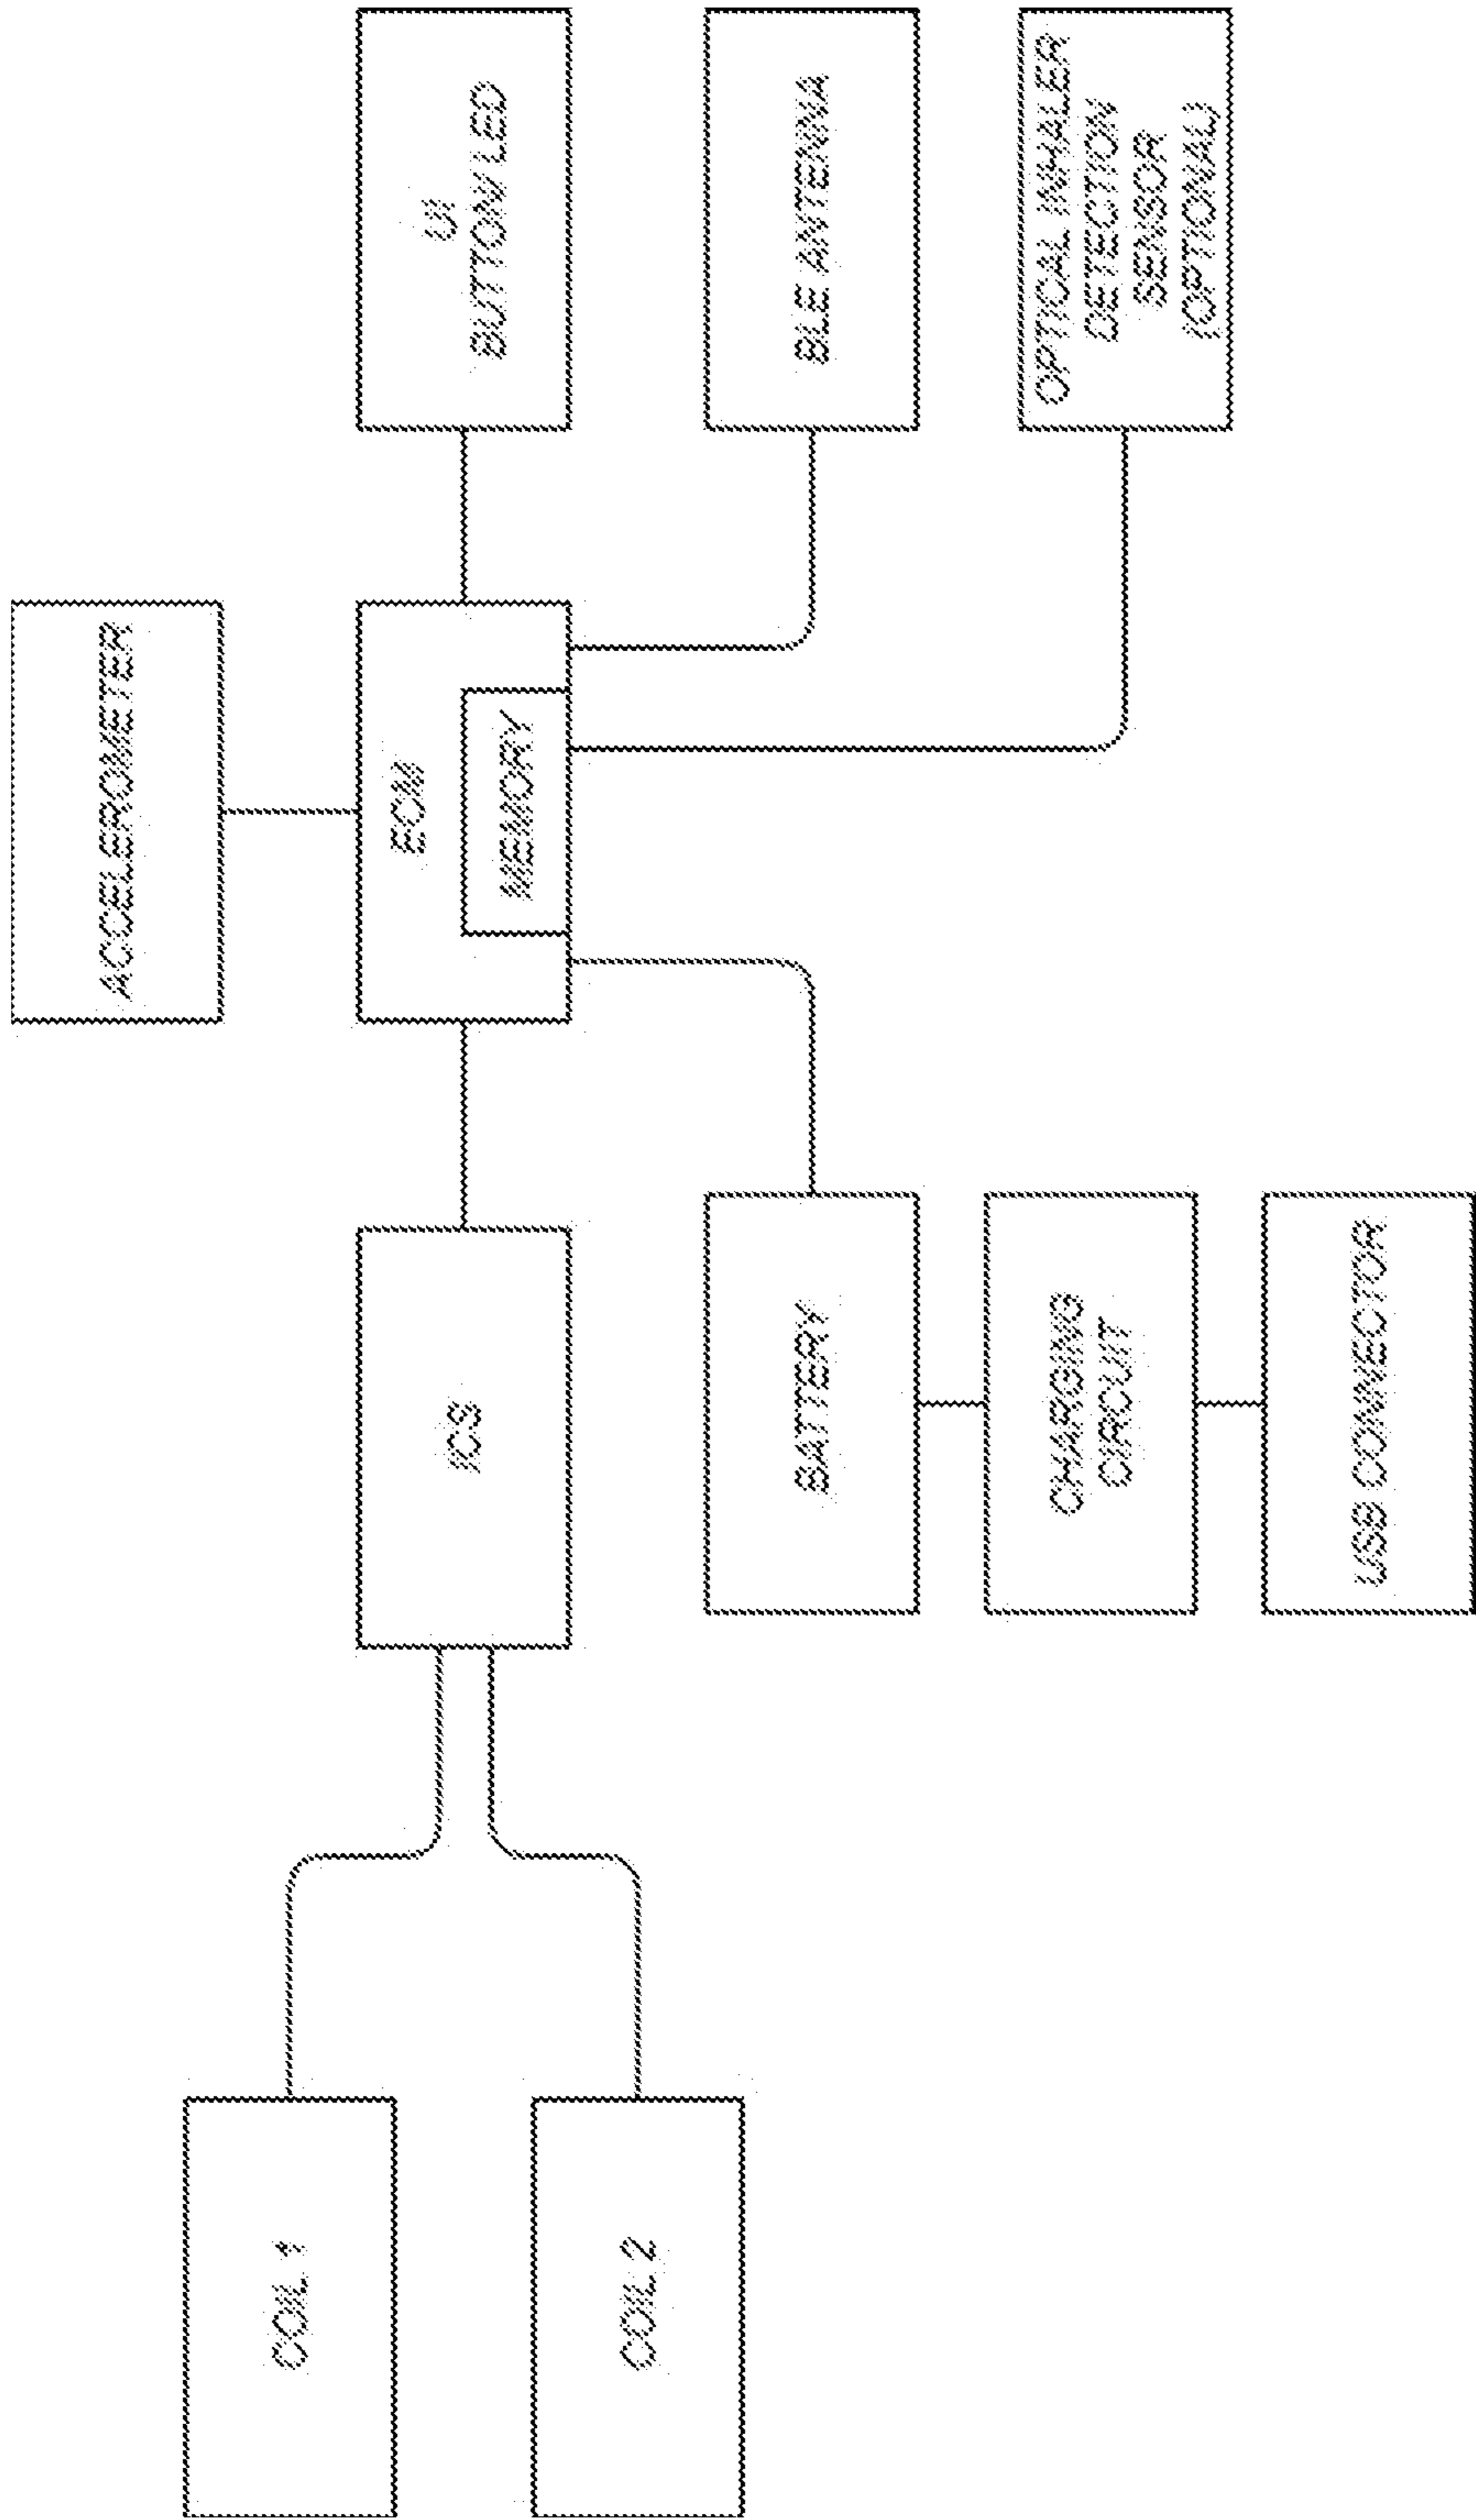 ACCELEROMETER
COIL 1
ICS
ECM
MEMORY
UI
BUTTON/ LED
COIL 2
BATTERY
BLE ANTENNA
CHARGING
CIRCUIT
OPTICAL INHALER
DETECTION
SENSOR
(OPTIONAL)
USB CONNECTOR